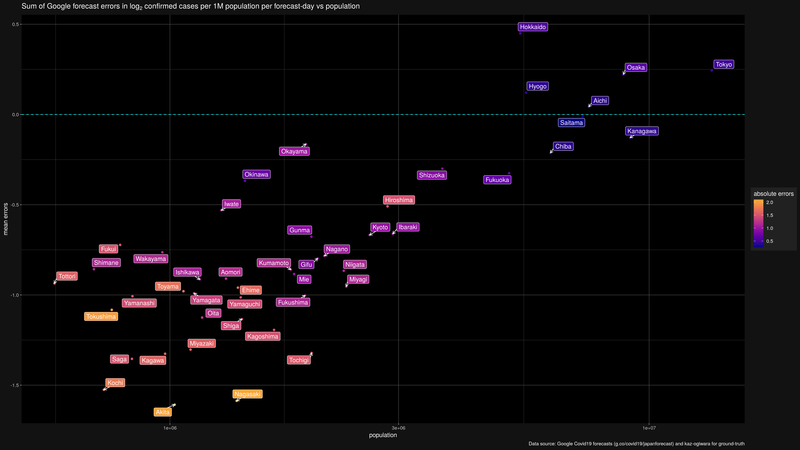 Sum of Google forecast errors in log2 confirmed cases per 1M population per forecast-day vs population
0.5
Hokkaido
Tokyo
Osaka
Hyogo
Aichi
0.0
Saitama
Kanagawa
Chiba
Okayama
Okinawa
Shizuoka
Fukuoka
absolute errors
2.0
1.5
1.0
0.5
mean errors
-0.5
Iwate
Hiroshima
Gunma
Kyoto
Ibaraki
Fukui
Nagano
Shimane
Wakayama
Kumamoto
Gifu
Niigata
Tottori
Ishikawa
Aomori
Mie
Miyagi
Toyama
Ehime
-1.0
Yamanashi
Yamagata
Yamaguchi
Fukushima
Tokushima
Oita
Shiga
Kagoshima
Miyazaki
Saga
Kagawa
Tochigi
-1.5
Kochi
Nagasaki
Akita
1e+06
3e+06
1e+07
population
Data source: Google Covid19 forecasts (g.co/covid19/japanforecast) and kaz-ogiwara for ground-truth